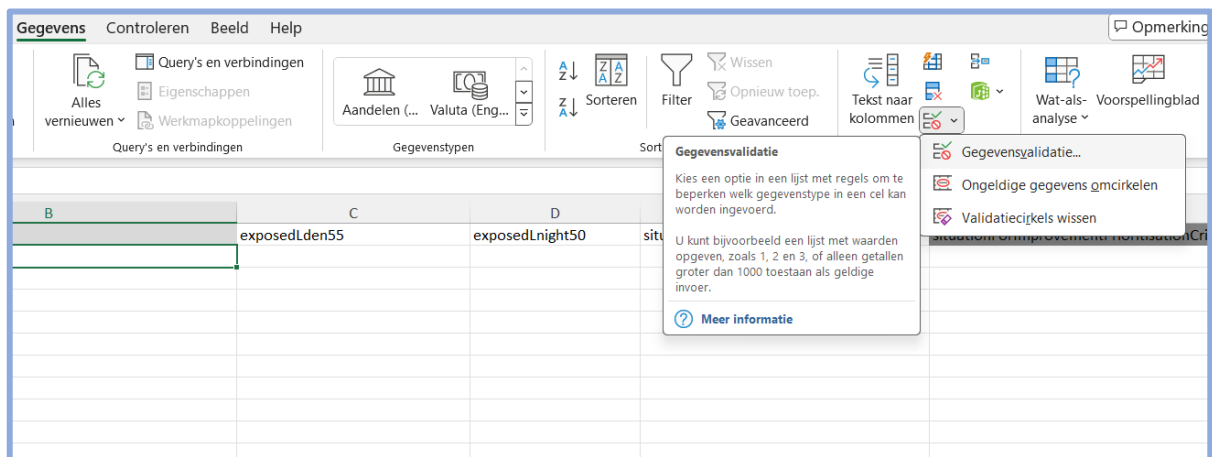 Gegevens Controleren Beeld Help
Opmerking
Query's en verbindingen
Eigenschappen
Werkmapkoppelingen
Alles
vernieuwen
Query's en verbindingen
Aandelen (... Valuta (Eng...
Gegevenstypen
Sorteren
Filter
Wissen
Opnieuw toep.
Geavanceerd
Sort
Tekst naar
kolommen
Wat-als-
analyse
Voorspellingblad
Gegevensvalidatie
Kies een optie in een lijst met regels om te
beperken welk gegevenstype in een cel kan
worden ingevoerd.
U kunt bijvoorbeeld een lijst met waarden
opgeven, zoals 1, 2 en 3, of alleen getallen
groter dan 1000 toestaan als geldige
invoer.
Meer informatie
Gegevensvalidatie...
Ongeldige gegevens omcirkelen
Validatiecirkels wissen
B C D
exposedLden55 exposedLnight50 situ